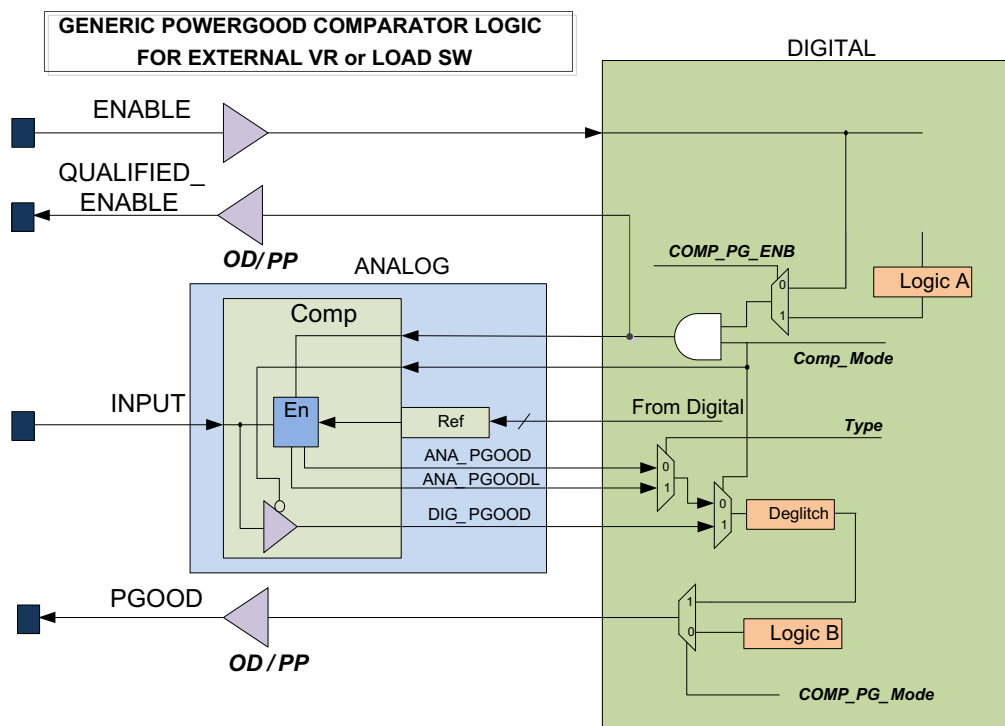 GENERIC POWERGOOD COMPARATOR LOGIC
FOR EXTERNAL VR or LOAD SW
DIGITAL
ENABLE
QUALIFIED_
ENABLE
OD/PP
COMP_PG_ENB
0
1
Logic A
Comp_Mode
ANALOG
Comp
INPUT
En
Ref
From Digital
Type
ANA_PGOOD
ANA_PGOODL
DIG_PGOOD
0
1
0
1
Deglitch
PGOOD
OD/PP
1
0
Logic B
COMP_PG_Mode